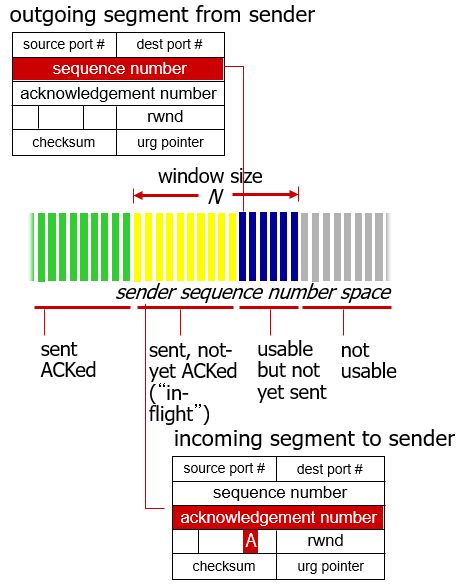 outgoing segment from sender
source port # dest port #
sequence number
acknowledgement number
rwnd
checksum urg pointer
window size
N
sender sequence number space
sent
ACKed
sent, not-
yet ACKed
(“in-
flight”)
usable
but not
yet sent
not
usable
incoming segment to sender
source port # dest port #
sequence number
acknowledgement number
A rwnd
checksum urg pointer